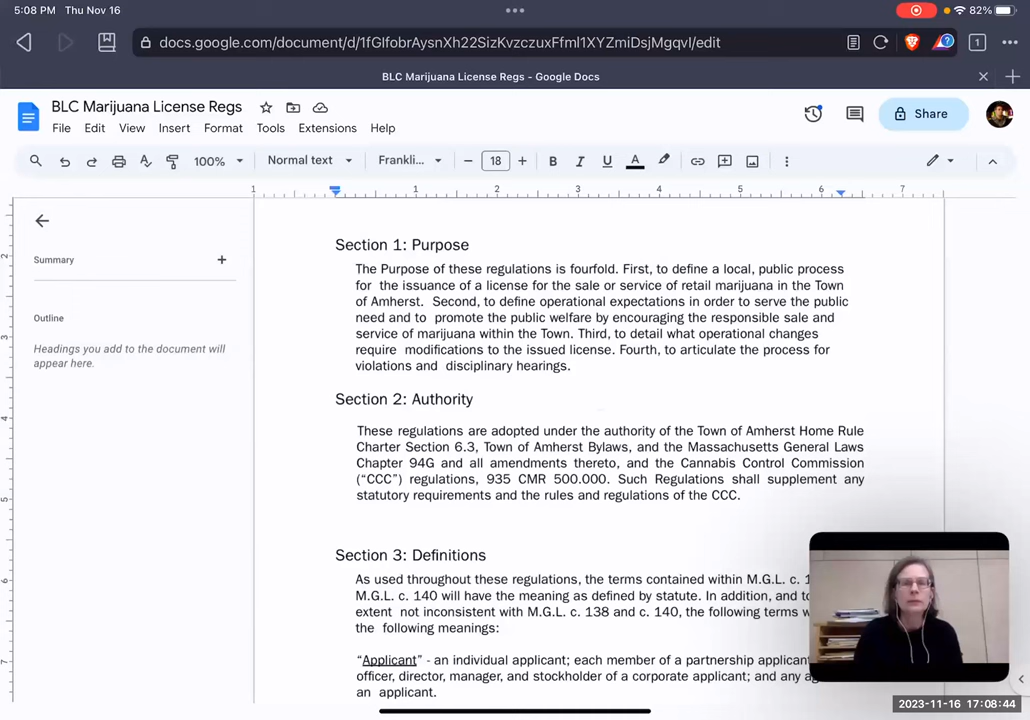 5:08 PM Thu Nov 16
82%
docs.google.com/document/d/1fGIfobrAysnXh22SizKvzczuxFfml1XYZmiDsjMgqvI/edit
1
BLC Marijuana License Regs - Google Docs
BLC Marijuana License Regs
Share
File Edit View Insert Format Tools Extensions Help
100% Normal text Frankli... 18 B I U A
1 1 2 3 4 5 6 7
Summary
Outline
Headings you add to the document will
appear here.
Section 1: Purpose
The Purpose of these regulations is fourfold. First, to define a local, public process
for the issuance of a license for the sale or service of retail marijuana in the Town
of Amherst. Second, to define operational expectations in order to serve the public
need and to promote the public welfare by encouraging the responsible sale and
service of marijuana within the Town. Third, to detail what operational changes
require modifications to the issued license. Fourth, to articulate the process for
violations and disciplinary hearings.
Section 2: Authority
These regulations are adopted under the authority of the Town of Amherst Home Rule
Charter Section 6.3, Town of Amherst Bylaws, and the Massachusetts General Laws
Chapter 94G and all amendments thereto, and the Cannabis Control Commission
(“CCC”) regulations, 935 CMR 500.000. Such Regulations shall supplement any
statutory requirements and the rules and regulations of the CCC.
Section 3: Definitions
As used throughout these regulations, the terms contained within M.G.L. c. 1
M.G.L. c. 140 will have the meaning as defined by statute. In addition, and to
extent not inconsistent with M.G.L. c. 138 and c. 140, the following terms w
the following meanings:
“Applicant” - an individual applicant; each member of a partnership applicant
officer, director, manager, and stockholder of a corporate applicant; and any ag
an applicant.
2023-11-16 17:08:44